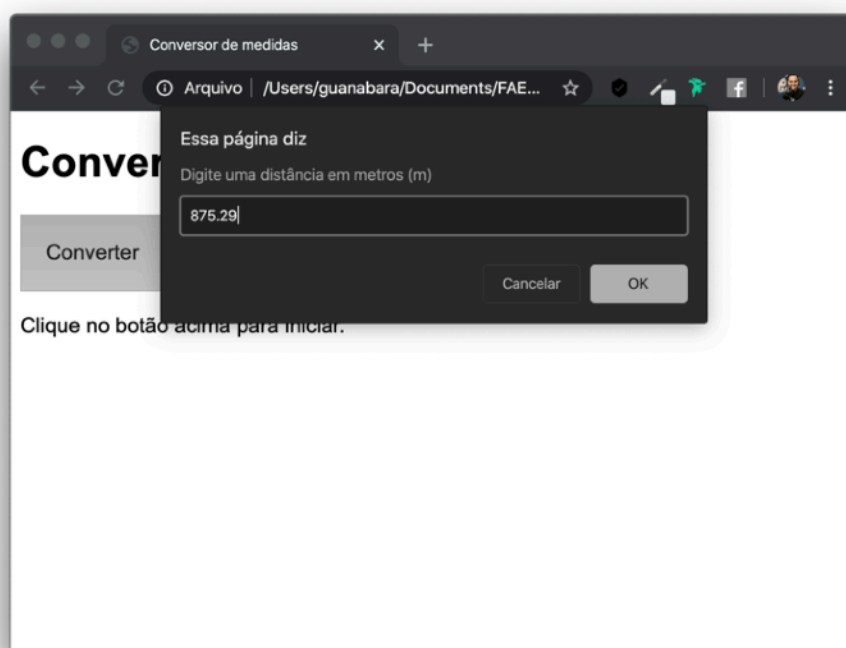 Conversor de medidas
Arquivo | /Users/guanabara/Documents/FAE...
Essa página diz
Digite uma distância em metros (m)
875.29
Cancelar
OK
Conver
Converter
Clique no botão acima para iniciar.